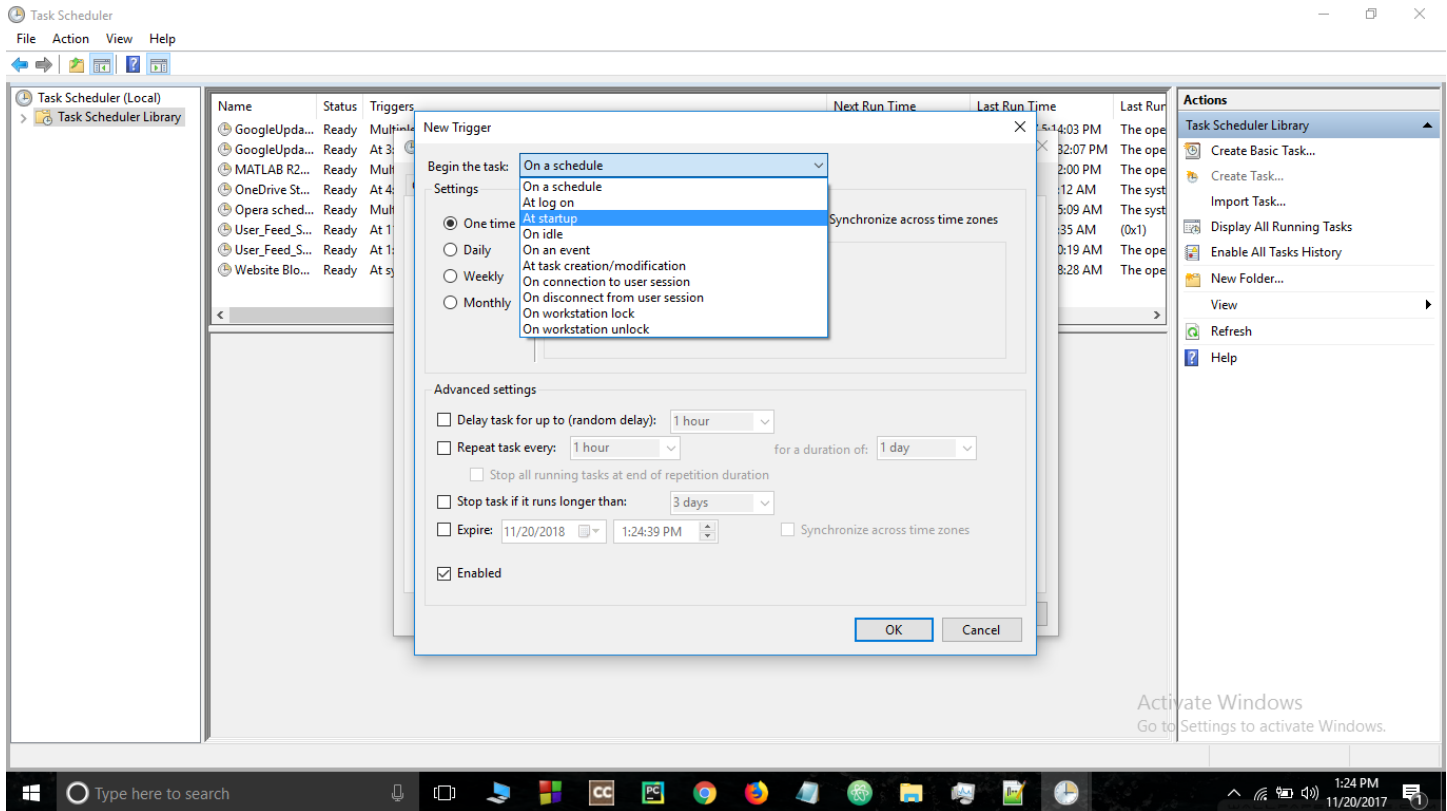 Task Scheduler
File Action View Help
Task Scheduler (Local)
Task Scheduler Library
Name Status Triggers Next Run Time Last Run Time Last Run
GoogleUpda... Ready Multiple 5:14:03 PM The ope
GoogleUpda... Ready At 3: 32:07 PM The ope
MATLAB R2... Ready Mult 2:00 PM The ope
OneDrive St... Ready At 4: :12 AM The syst
Opera sched... Ready Mult 5:09 AM The syst
User_Feed_S... Ready At 1 :35 AM (0x1)
User_Feed_S... Ready At 1: 0:19 AM The ope
Website Blo... Ready At sy 8:28 AM The ope
New Trigger
Begin the task: On a schedule
Settings
On a schedule
At log on
At startup
On idle
On an event
At task creation/modification
On connection to user session
On disconnect from user session
On workstation lock
On workstation unlock
One time
Daily
Weekly
Monthly
Synchronize across time zones
Advanced settings
Delay task for up to (random delay): 1 hour
Repeat task every: 1 hour for a duration of: 1 day
Stop all running tasks at end of repetition duration
Stop task if it runs longer than: 3 days
Expire: 11/20/2018 1:24:39 PM Synchronize across time zones
Enabled
OK Cancel
Actions
Task Scheduler Library
Create Basic Task...
Create Task...
Import Task...
Display All Running Tasks
Enable All Tasks History
New Folder...
View
Refresh
Help
Activate Windows
Go to Settings to activate Windows.
Type here to search
CC
PC
1:24 PM
11/20/2017
1